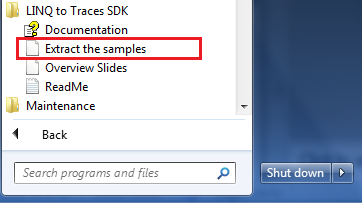 LINQ to Traces SDK
Documentation
Extract the samples
Overview Slides
ReadMe
Maintenance
Back
Search programs and files
Shut down